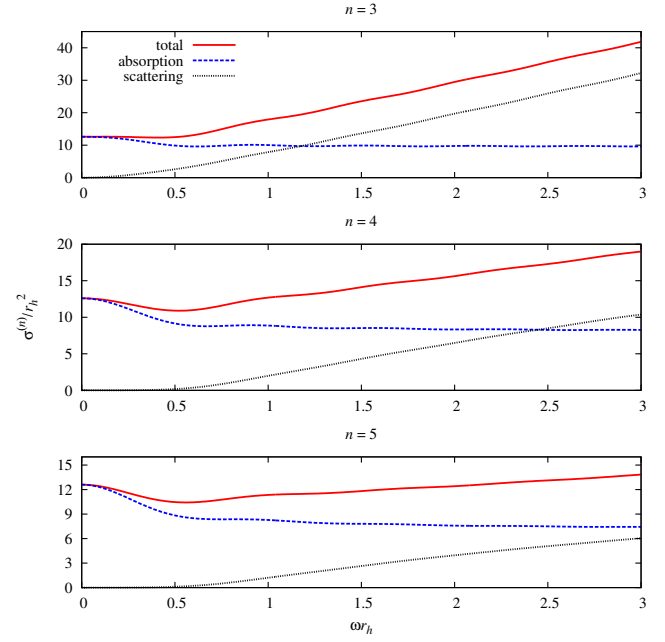 n = 3
total
absorption
scattering
40
30
20
10
0
0 0.5 1 1.5 2 2.5 3
n = 4
20
15
10
5
0
0 0.5 1 1.5 2 2.5 3
σ⁽ⁿ⁾/r_h²
n = 5
15
12
9
6
3
0
0 0.5 1 1.5 2 2.5 3
ωr_h